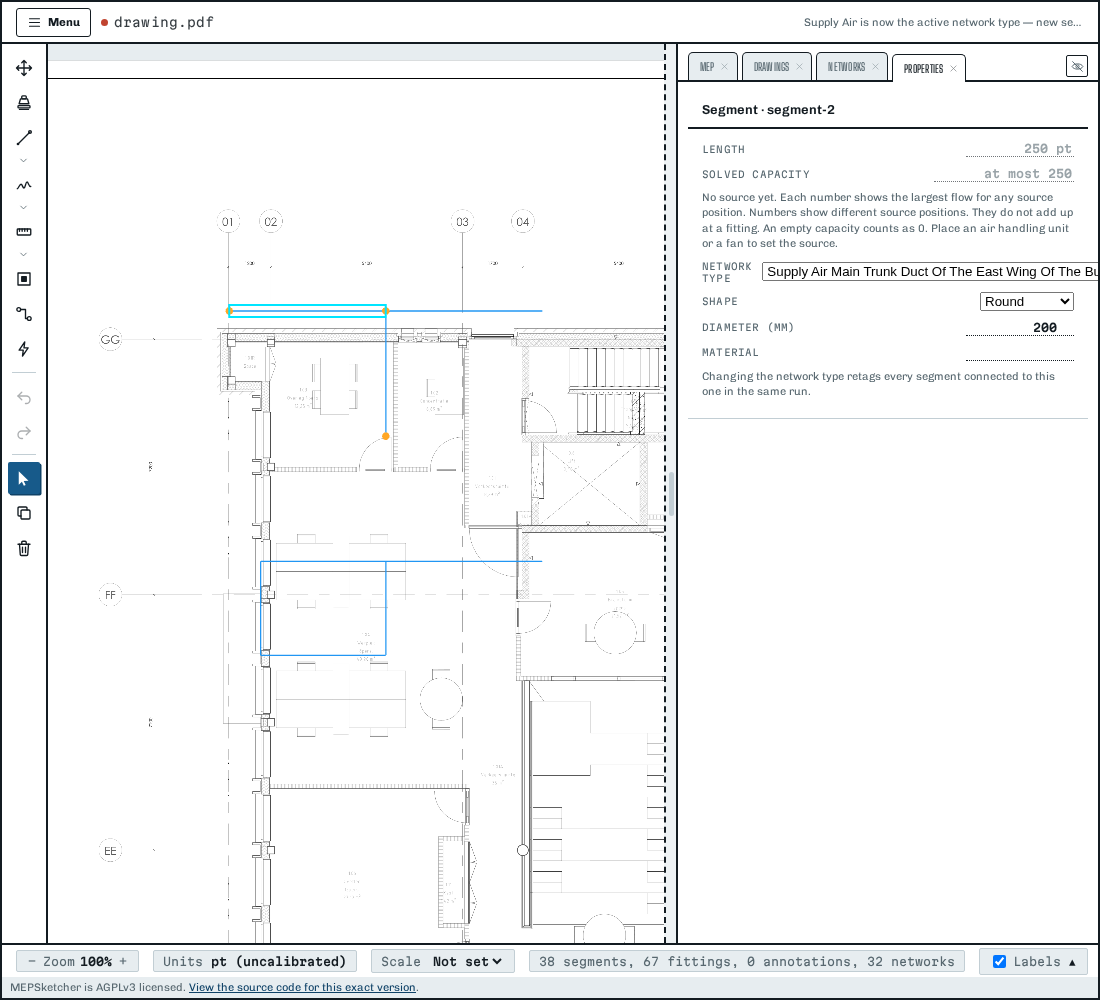 Menu drawing.pdf Supply Air is now the active network type — new se…
MEP DRAWINGS NETWORKS PROPERTIES
Segment · segment-2
LENGTH 250 pt
SOLVED CAPACITY at most 250
No source yet. Each number shows the largest flow for any source
position. Numbers show different source positions. They do not add up
at a fitting. An empty capacity counts as 0. Place an air handling unit
or a fan to set the source.
NETWORK
TYPE Supply Air Main Trunk Duct Of The East Wing Of The Bu
SHAPE Round
DIAMETER (MM) 200
MATERIAL
Changing the network type retags every segment connected to this
one in the same run.
01 02 03 04
GG
FF
EE
− Zoom 100% + Units pt (uncalibrated) Scale Not set 38 segments, 67 fittings, 0 annotations, 32 networks Labels ▲
MEPSketcher is AGPLv3 licensed. View the source code for this exact version.